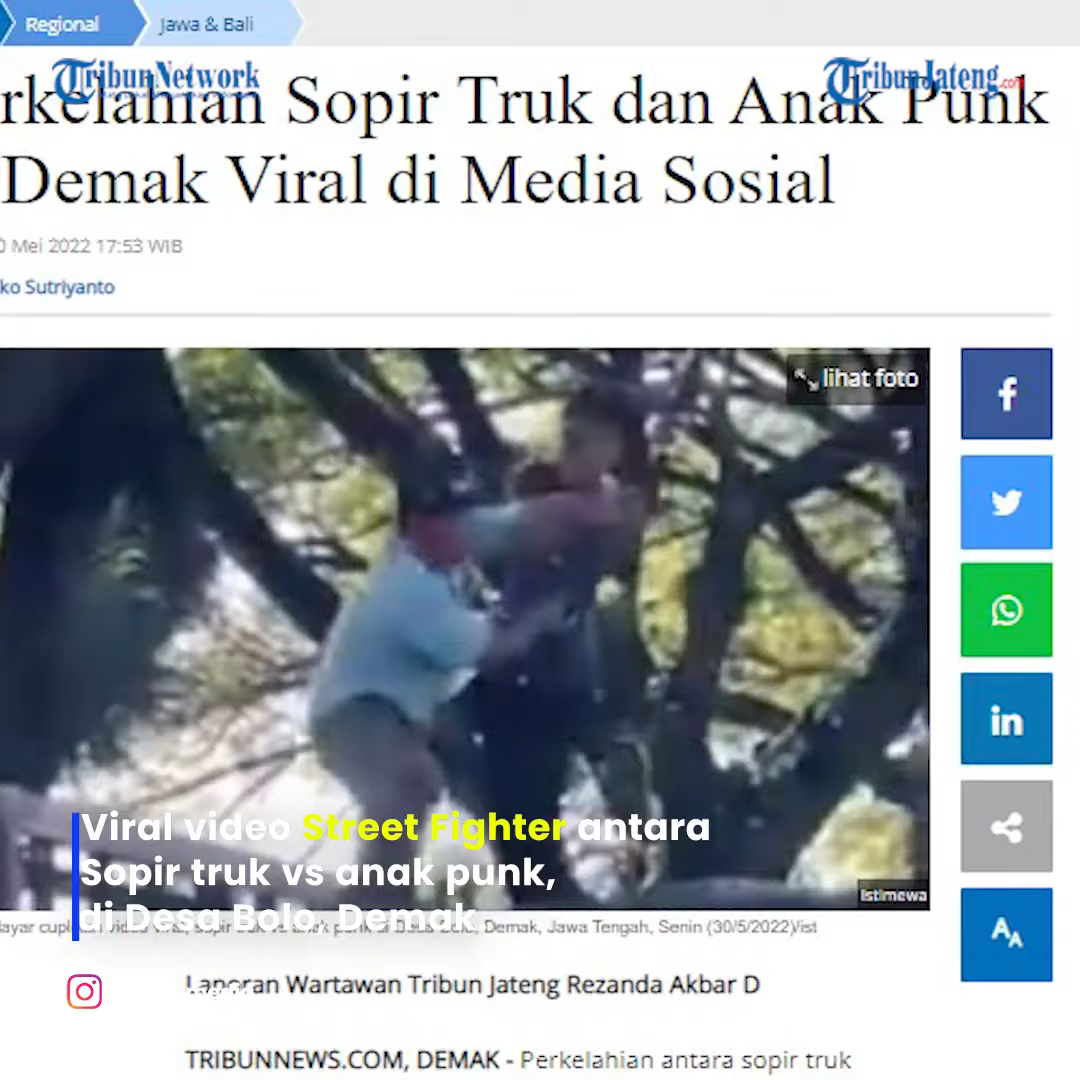 Regional
Jawa & Bali
TribunNetwork
TribunJateng.com
rkelahian Sopir Truk dan Anak Punk
Demak Viral di Media Sosial
0 Mei 2022 17:53 WIB
ko Sutriyanto
lihat foto
Viral video Street Fighter antara
Sopir truk vs anak punk,
di Desa Bolo, Demak
Istimewa
Demak, Jawa Tengah, Senin (30/5/2022)/ist
Laporan Wartawan Tribun Jateng Rezanda Akbar D
TRIBUNNEWS.COM, DEMAK - Perkelahian antara sopir truk